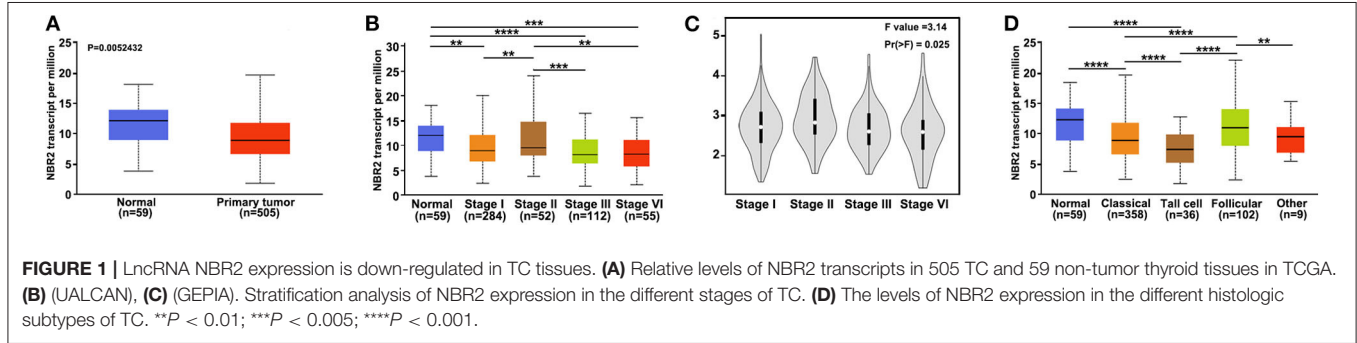 A
P=0.0052432
NBR2 transcript per million
25
20
15
10
5
0
Normal
(n=59)
Primary tumor
(n=505)
B
***
****
**
**
**
***
NBR2 transcript per million
30
25
20
15
10
5
0
Normal
(n=59)
Stage I
(n=284)
Stage II
(n=52)
Stage III
(n=112)
Stage VI
(n=55)
C
F value =3.14
Pr(>F) = 0.025
5
4
3
2
Stage I
Stage II
Stage III
Stage VI
D
****
****
**
****
****
NBR2 transcript per million
25
20
15
10
5
0
Normal
(n=59)
Classical
(n=358)
Tall cell
(n=36)
Follicular
(n=102)
Other
(n=9)
FIGURE 1 | LncRNA NBR2 expression is down-regulated in TC tissues. (A) Relative levels of NBR2 transcripts in 505 TC and 59 non-tumor thyroid tissues in TCGA.
(B) (UALCAN), (C) (GEPIA). Stratification analysis of NBR2 expression in the different stages of TC. (D) The levels of NBR2 expression in the different histologic
subtypes of TC. **P < 0.01; ***P < 0.005; ****P < 0.001.